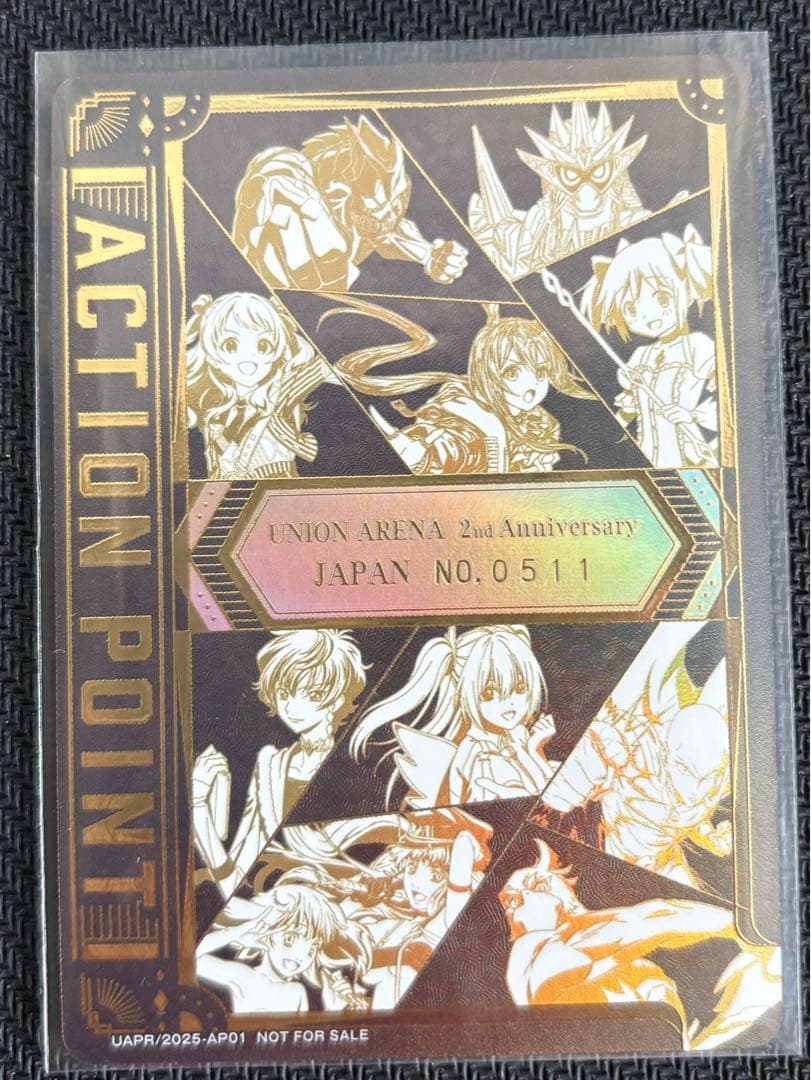 ACTION POINT
UNION ARENA 2nd Anniversary
JAPAN NO.0511
UAPR/2025-AP01 NOT FOR SALE